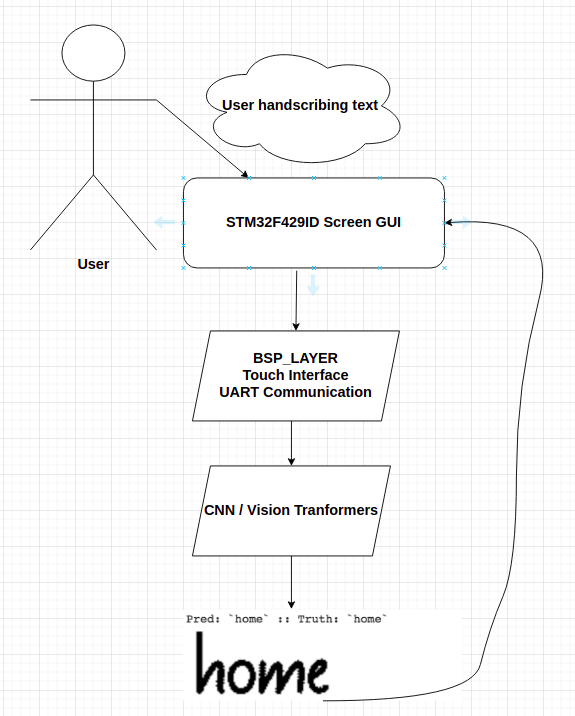 User handscribing text
STM32F429ID Screen GUI
User
BSP_LAYER
Touch Interface
UART Communication
CNN / Vision Tranformers
Pred: `home` :: Truth: `home`
home